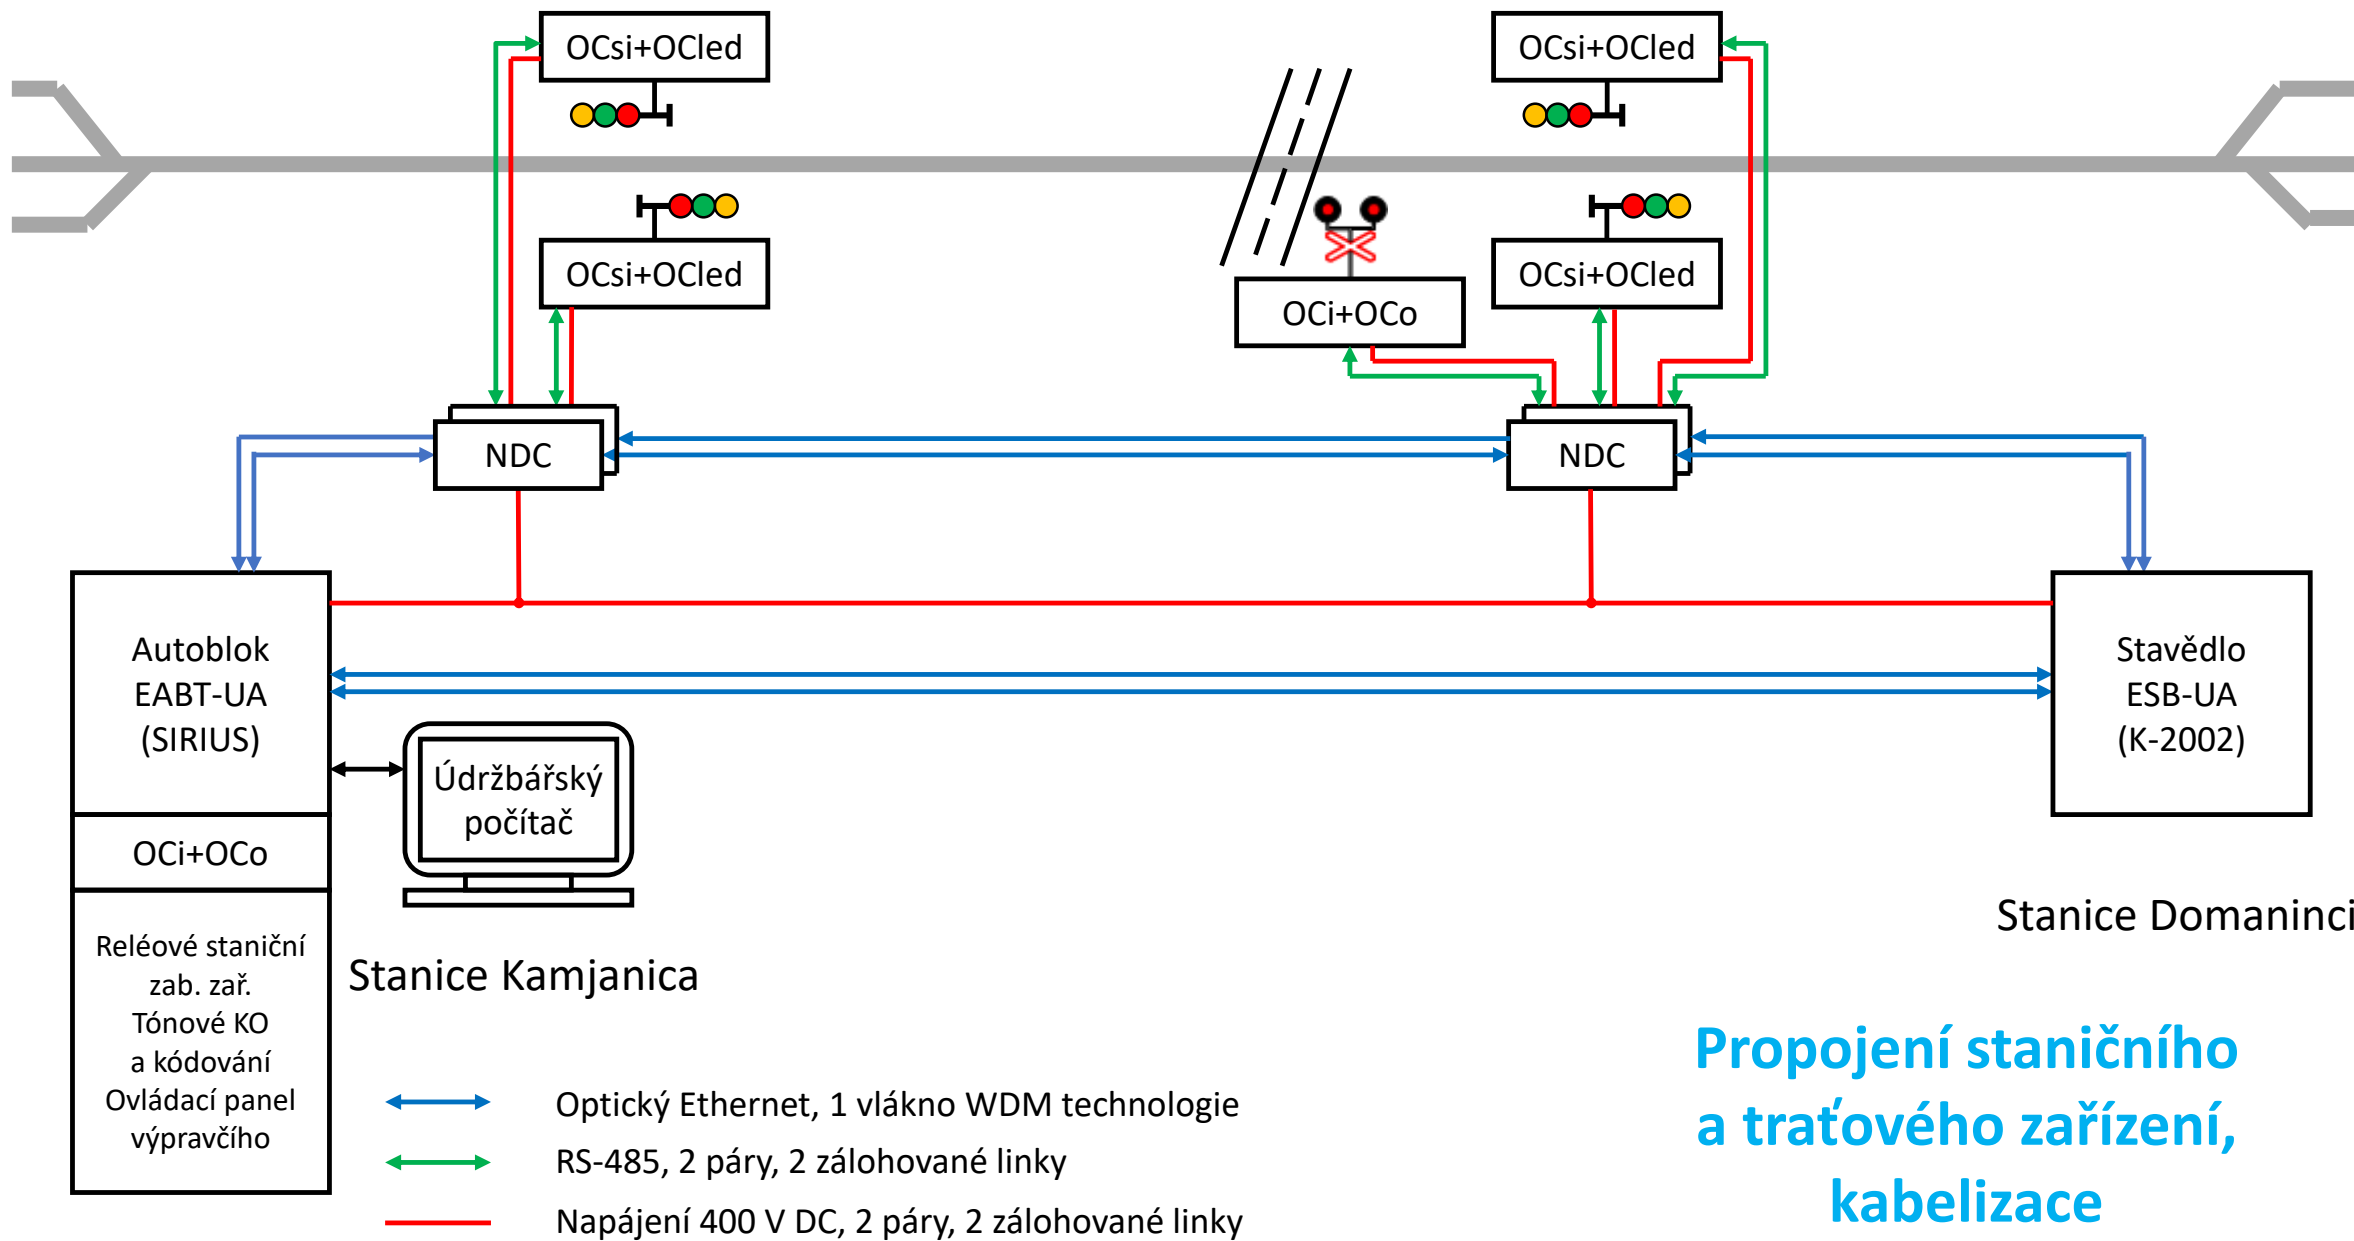 OCsi+OCled
OCsi+OCled
OCsi+OCled
OCi+OCo
OCsi+OCled
NDC
NDC
Autoblok
EABT-UA
(SIRIUS)
OCi+OCo
Reléové staniční
zab. zař.
Tónové KO
a kódování
Ovládací panel
výpravčího
Údržbářský
počítač
Stanice Kamjanica
Stavědlo
ESB-UA
(K-2002)
Stanice Domaninci
Optický Ethernet, 1 vlákno WDM technologie
RS-485, 2 páry, 2 zálohované linky
Napájení 400 V DC, 2 páry, 2 zálohované linky
Propojení staničního
a traťového zařízení,
kabelizace